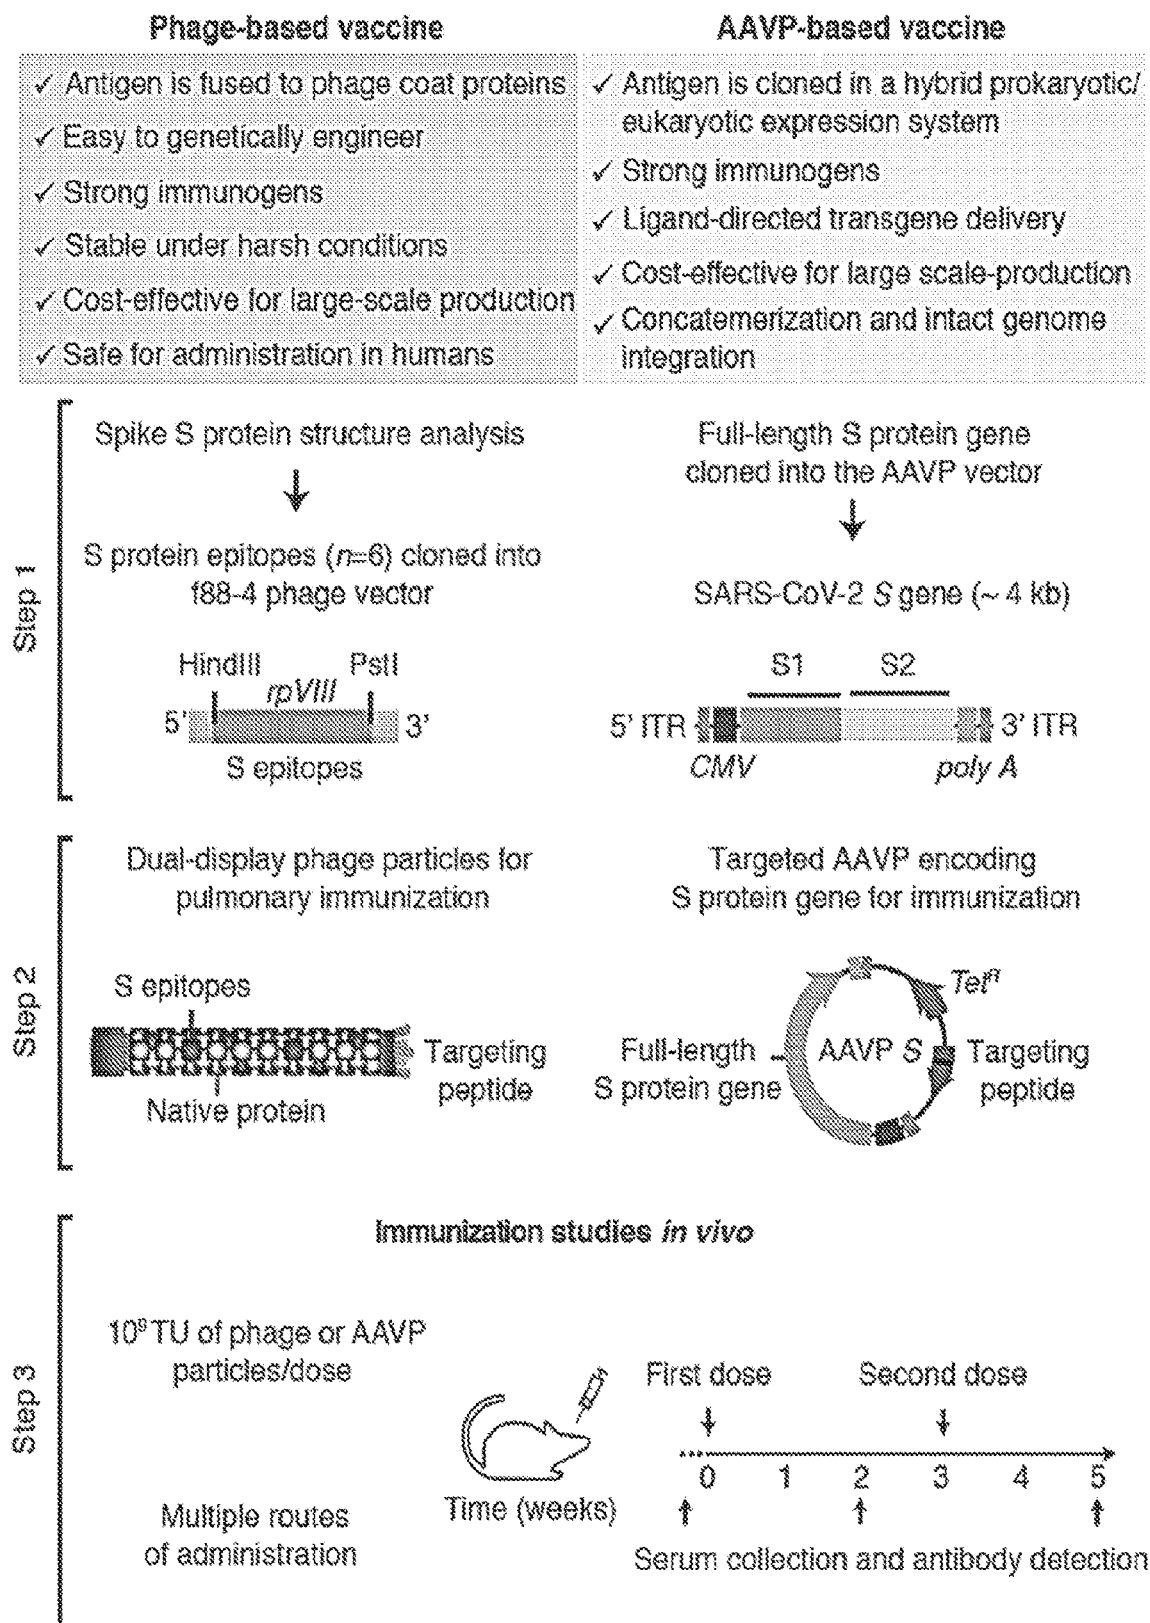 Phage-based vaccine
✓ Antigen is fused to phage coat proteins
✓ Easy to genetically engineer
✓ Strong immunogens
✓ Stable under harsh conditions
✓ Cost-effective for large-scale production
✓ Safe for administration in humans
AAVP-based vaccine
✓ Antigen is cloned in a hybrid prokaryotic/
eukaryotic expression system
✓ Strong immunogens
✓ Ligand-directed transgene delivery
✓ Cost-effective for large scale-production
✓ Concatemerization and intact genome
integration
Step 1
Spike S protein structure analysis
S protein epitopes (n=6) cloned into
f88-4 phage vector
HindIII
PstI
rpVIII
5'
3'
S epitopes
Full-length S protein gene
cloned into the AAVP vector
SARS-CoV-2 S gene (~ 4 kb)
S1
S2
5' ITR
3' ITR
CMV
poly A
Step 2
Dual-display phage particles for
pulmonary immunization
S epitopes
Targeting
peptide
Native protein
Targeted AAVP encoding
S protein gene for immunization
Tetᴿ
Full-length
S protein gene
AAVP S
Targeting
peptide
Step 3
Immunization studies in vivo
10⁹ TU of phage or AAVP
particles/dose
Multiple routes
of administration
First dose
Second dose
0 1 2 3 4 5
Time (weeks)
Serum collection and antibody detection